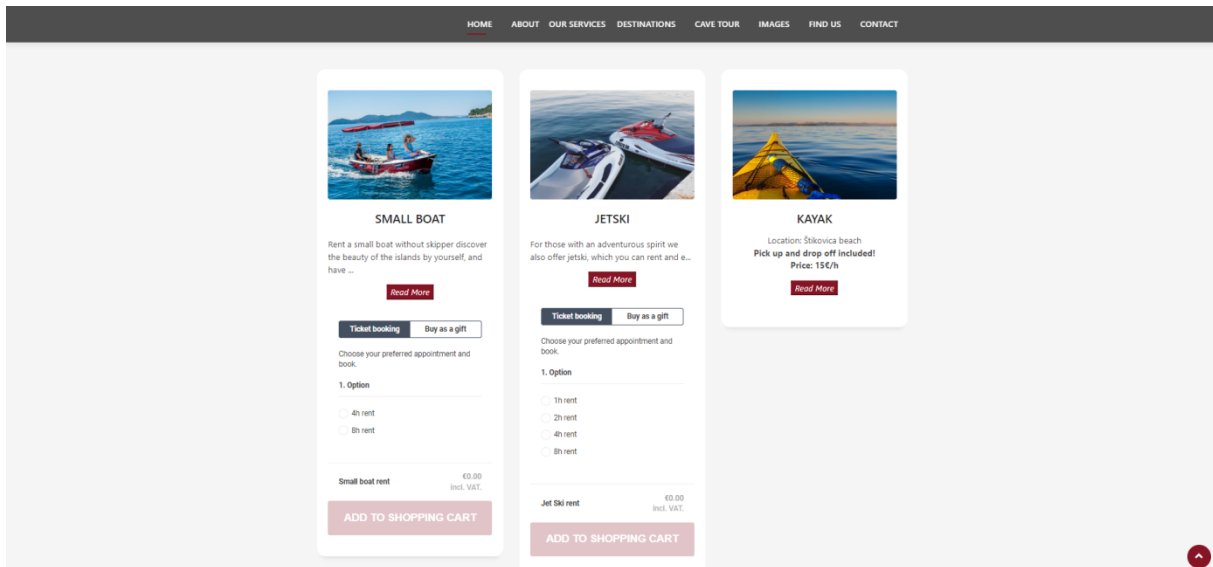 HOME ABOUT OUR SERVICES DESTINATIONS CAVE TOUR IMAGES FIND US CONTACT
SMALL BOAT
Rent a small boat without skipper discover
the beauty of the islands by yourself, and
have ...
Read More
Ticket booking Buy as a gift
Choose your preferred appointment and
book.
1. Option
4h rent
8h rent
Small boat rent €0.00
incl. VAT.
ADD TO SHOPPING CART
JETSKI
For those with an adventurous spirit we
also offer jetski, which you can rent and e...
Read More
Ticket booking Buy as a gift
Choose your preferred appointment and
book.
1. Option
1h rent
2h rent
4h rent
8h rent
Jet Ski rent €0.00
incl. VAT.
ADD TO SHOPPING CART
KAYAK
Location: Štikovica beach
Pick up and drop off included!
Price: 15€/h
Read More